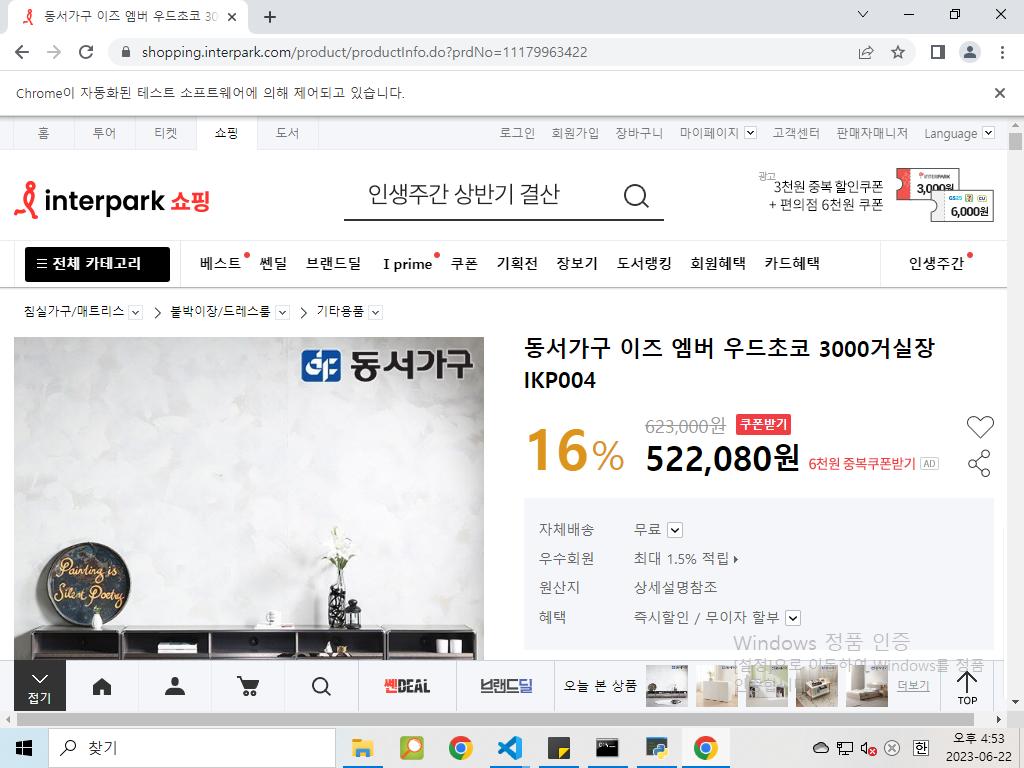 동서가구 이즈 엠버 우드초코 30
shopping.interpark.com/product/productInfo.do?prdNo=11179963422
Chrome이 자동화된 테스트 소프트웨어에 의해 제어되고 있습니다.
홈 투어 티켓 쇼핑 도서 로그인 회원가입 장바구니 마이페이지 고객센터 판매자매니저 Language
interpark 쇼핑
인생주간 상반기 결산
광고
3천원 중복 할인쿠폰
+ 편의점 6천원 쿠폰
INTERPARK
3,000원
GS25 CU
6,000원
전체 카테고리 베스트 쎈딜 브랜드딜 I prime 쿠폰 기획전 장보기 도서랭킹 회원혜택 카드혜택 인생주간
침실가구/매트리스 붙박이장/드레스룸 기타용품
동서가구
동서가구 이즈 엠버 우드초코 3000거실장
IKP004
623,000원 쿠폰받기
16% 522,080원 6천원 중복쿠폰받기 AD
자체배송 무료
우수회원 최대 1.5% 적립
원산지 상세설명참조
혜택 즉시할인 / 무이자 할부
Painting is
Silent Poetry
Windows 정품 인증
[설정]으로 이동하여 Windows를 정품
인증합니다.
접기 쎈DEAL 브랜드딜 오늘 본 상품 더보기 TOP
찾기
오후 4:53
한
2023-06-22